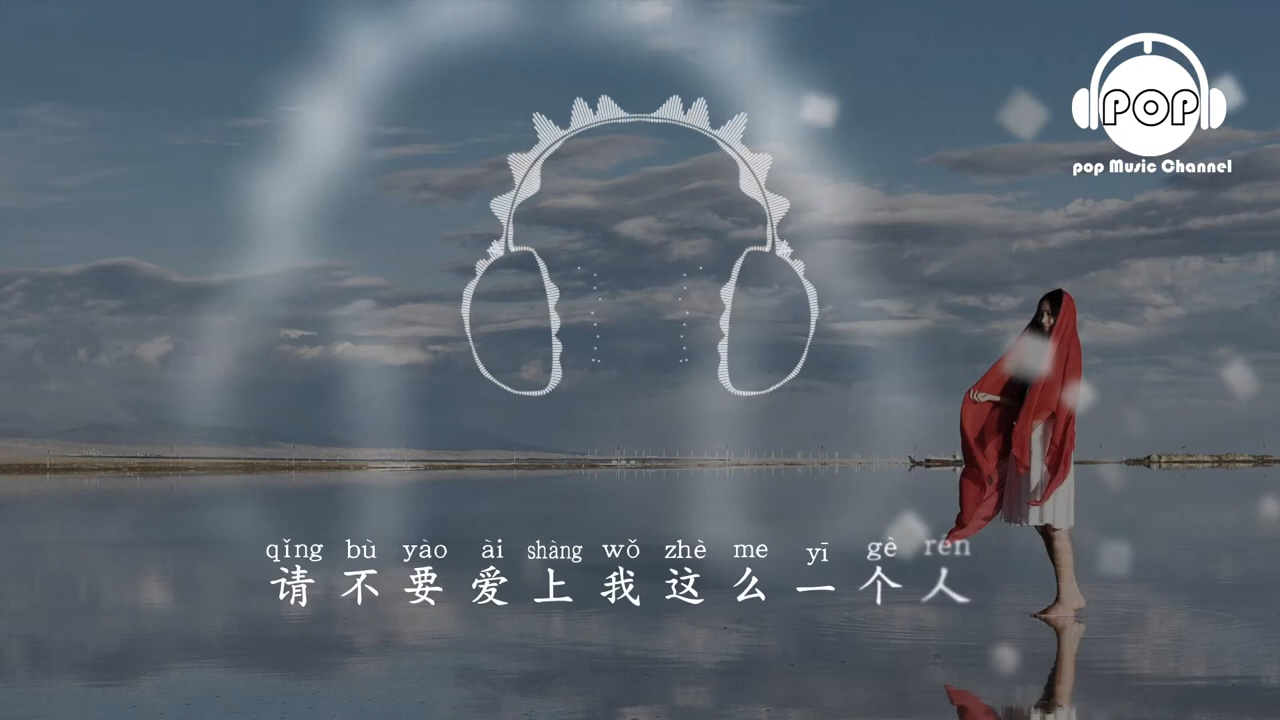 POP
pop Music Channel
qǐng bù yào ài shàng wǒ zhè me yī gè rén
请不要爱上我这么一个人